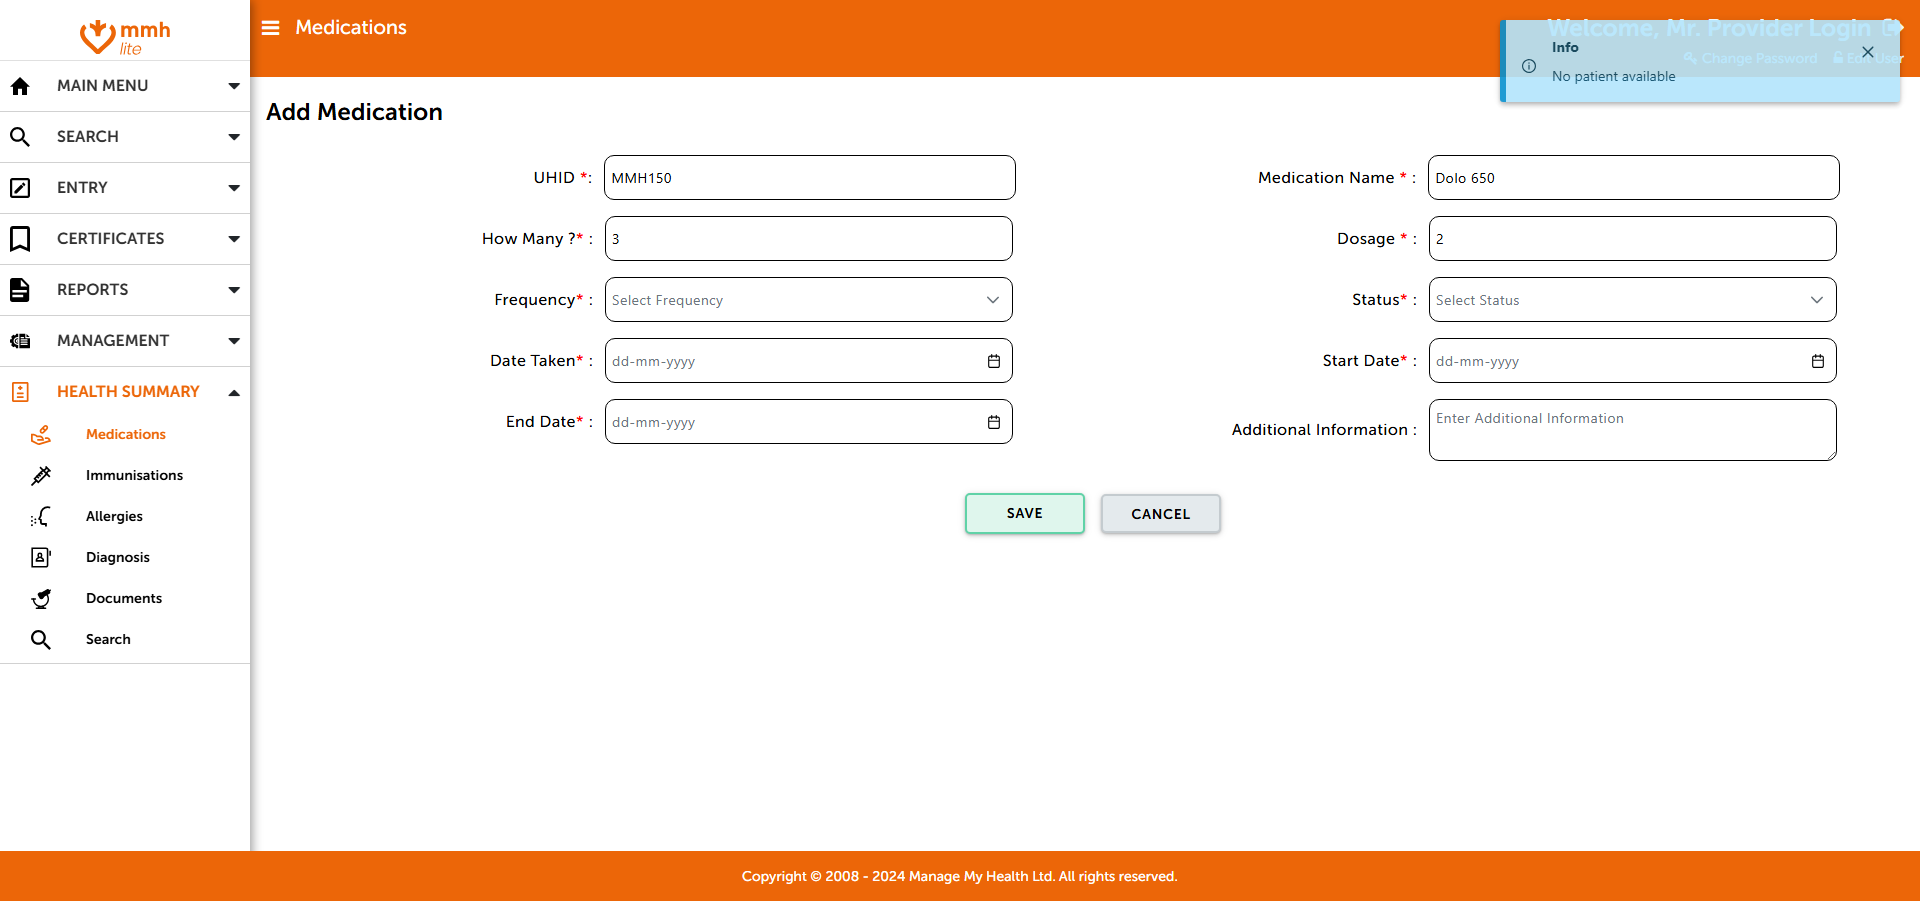 mmh
lite
MAIN MENU
SEARCH
ENTRY
CERTIFICATES
REPORTS
MANAGEMENT
HEALTH SUMMARY
Medications
Immunisations
Allergies
Diagnosis
Documents
Search
Medications
Welcome, Mr. Provider Login
Change Password
Edit User
Info
No patient available
Add Medication
UHID *: MMH150
Medication Name * : Dolo 650
How Many ?* : 3
Dosage * : 2
Frequency* : Select Frequency
Status* : Select Status
Date Taken* : dd-mm-yyyy
Start Date* : dd-mm-yyyy
End Date* : dd-mm-yyyy
Additional Information : Enter Additional Information
SAVE
CANCEL
Copyright © 2008 - 2024 Manage My Health Ltd. All rights reserved.